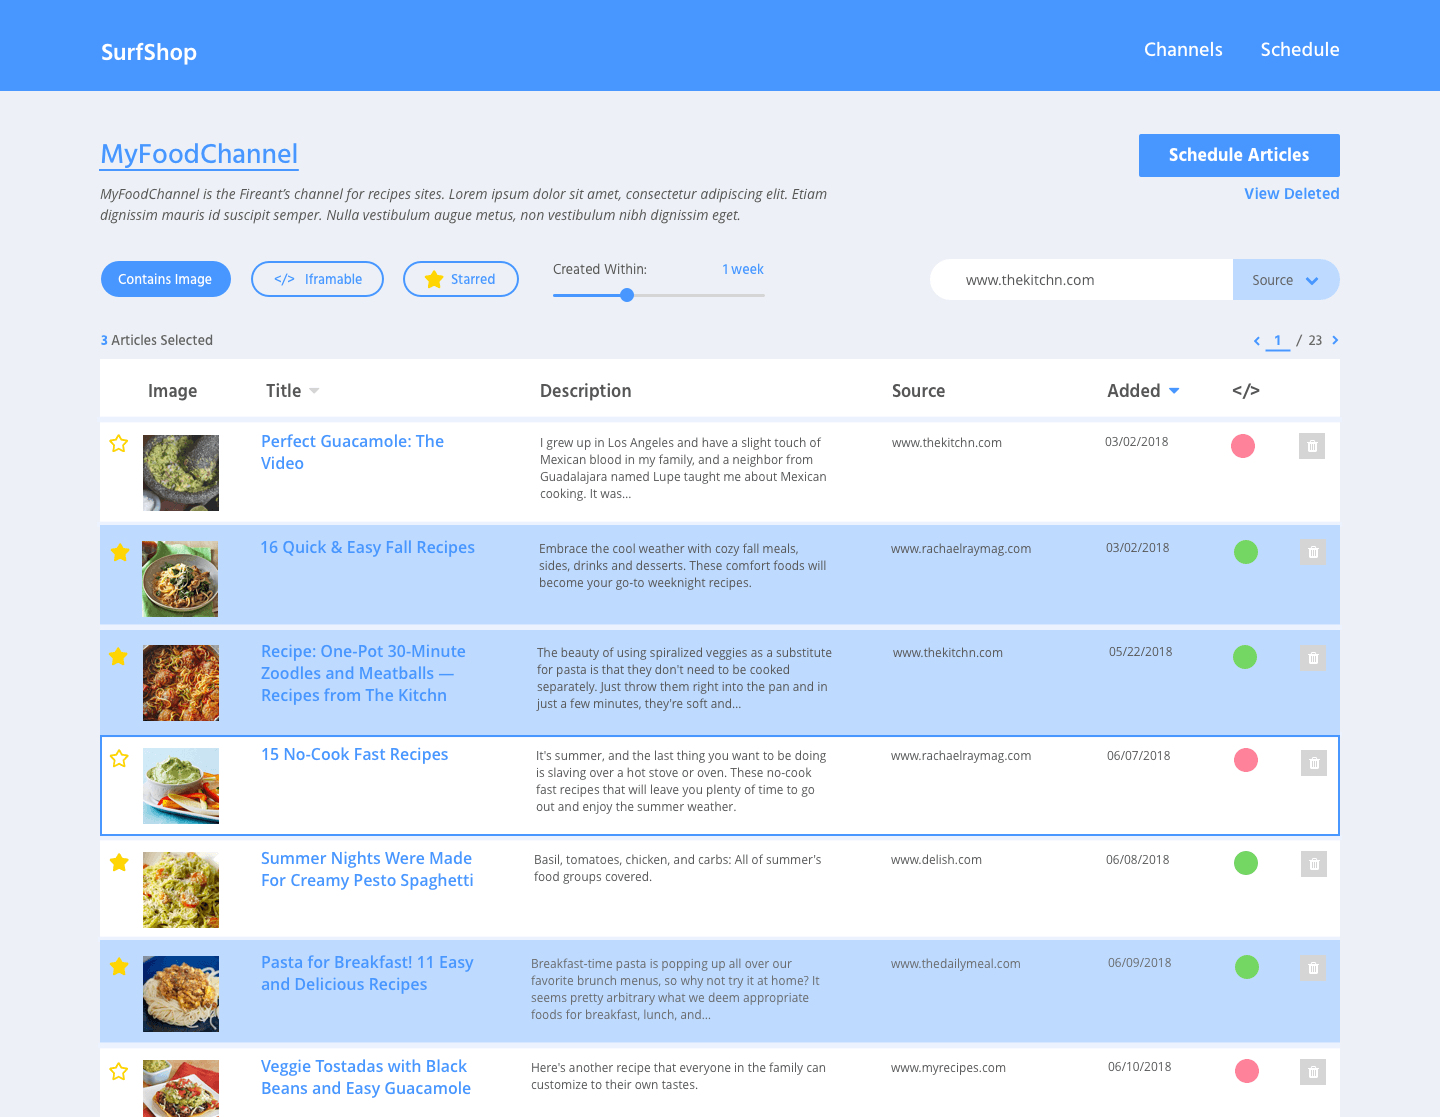 SurfShop
Channels Schedule
MyFoodChannel
Schedule Articles
MyFoodChannel is the Fireant's channel for recipes sites. Lorem ipsum dolor sit amet, consectetur adipiscing elit. Etiam
dignissim mauris id suscipit semper. Nulla vestibulum augue metus, non vestibulum nibh dignissim eget.
View Deleted
Contains Image
</> Iframable
Starred
Created Within: 1 week
www.thekitchn.com
Source
3 Articles Selected
< 1 / 23 >
Image Title Description Source Added </>
Perfect Guacamole: The
Video
I grew up in Los Angeles and have a slight touch of
Mexican blood in my family, and a neighbor from
Guadalajara named Lupe taught me about Mexican
cooking. It was...
www.thekitchn.com
03/02/2018
16 Quick & Easy Fall Recipes
Embrace the cool weather with cozy fall meals,
sides, drinks and desserts. These comfort foods will
become your go-to weeknight recipes.
www.rachaelraymag.com
03/02/2018
Recipe: One-Pot 30-Minute
Zoodles and Meatballs —
Recipes from The Kitchn
The beauty of using spiralized veggies as a substitute
for pasta is that they don't need to be cooked
separately. Just throw them right into the pan and in
just a few minutes, they're soft and...
www.thekitchn.com
05/22/2018
15 No-Cook Fast Recipes
It's summer, and the last thing you want to be doing
is slaving over a hot stove or oven. These no-cook
fast recipes that will leave you plenty of time to go
out and enjoy the summer weather.
www.rachaelraymag.com
06/07/2018
Summer Nights Were Made
For Creamy Pesto Spaghetti
Basil, tomatoes, chicken, and carbs: All of summer's
food groups covered.
www.delish.com
06/08/2018
Pasta for Breakfast! 11 Easy
and Delicious Recipes
Breakfast-time pasta is popping up all over our
favorite brunch menus, so why not try it at home? It
seems pretty arbitrary what we deem appropriate
foods for breakfast, lunch, and...
www.thedailymeal.com
06/09/2018
Veggie Tostadas with Black
Beans and Easy Guacamole
Here's another recipe that everyone in the family can
customize to their own tastes.
www.myrecipes.com
06/10/2018